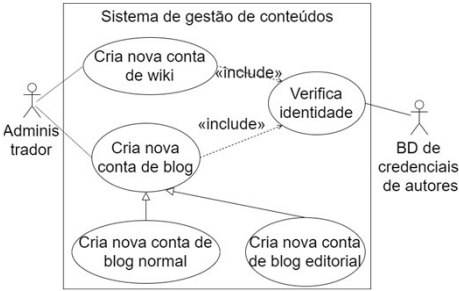 Sistema de gestão de conteúdos
Cria nova conta
de wiki
«include»
Verifica
identidade
Adminis
trador
«include»
Cria nova
conta de blog
BD de
credenciais
de autores
Cria nova conta de
blog normal
Cria nova conta
de blog editorial